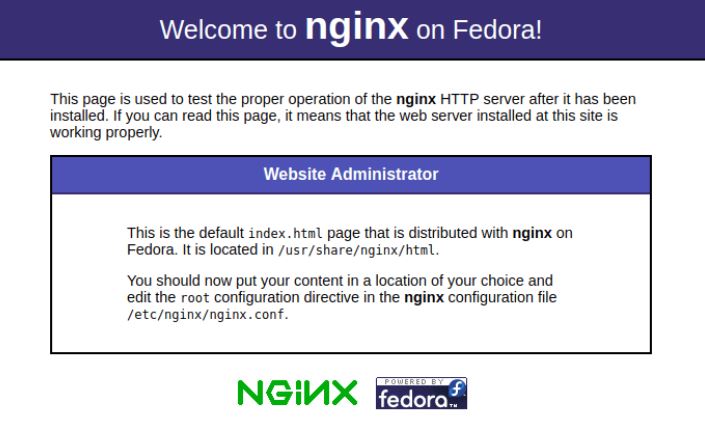 Welcome to nginx on Fedora!
This page is used to test the proper operation of the nginx HTTP server after it has been
installed. If you can read this page, it means that the web server installed at this site is
working properly.
Website Administrator
This is the default index.html page that is distributed with nginx on
Fedora. It is located in /usr/share/nginx/html.
You should now put your content in a location of your choice and
edit the root configuration directive in the nginx configuration file
/etc/nginx/nginx.conf.
NGINX
POWERED BY
fedora™